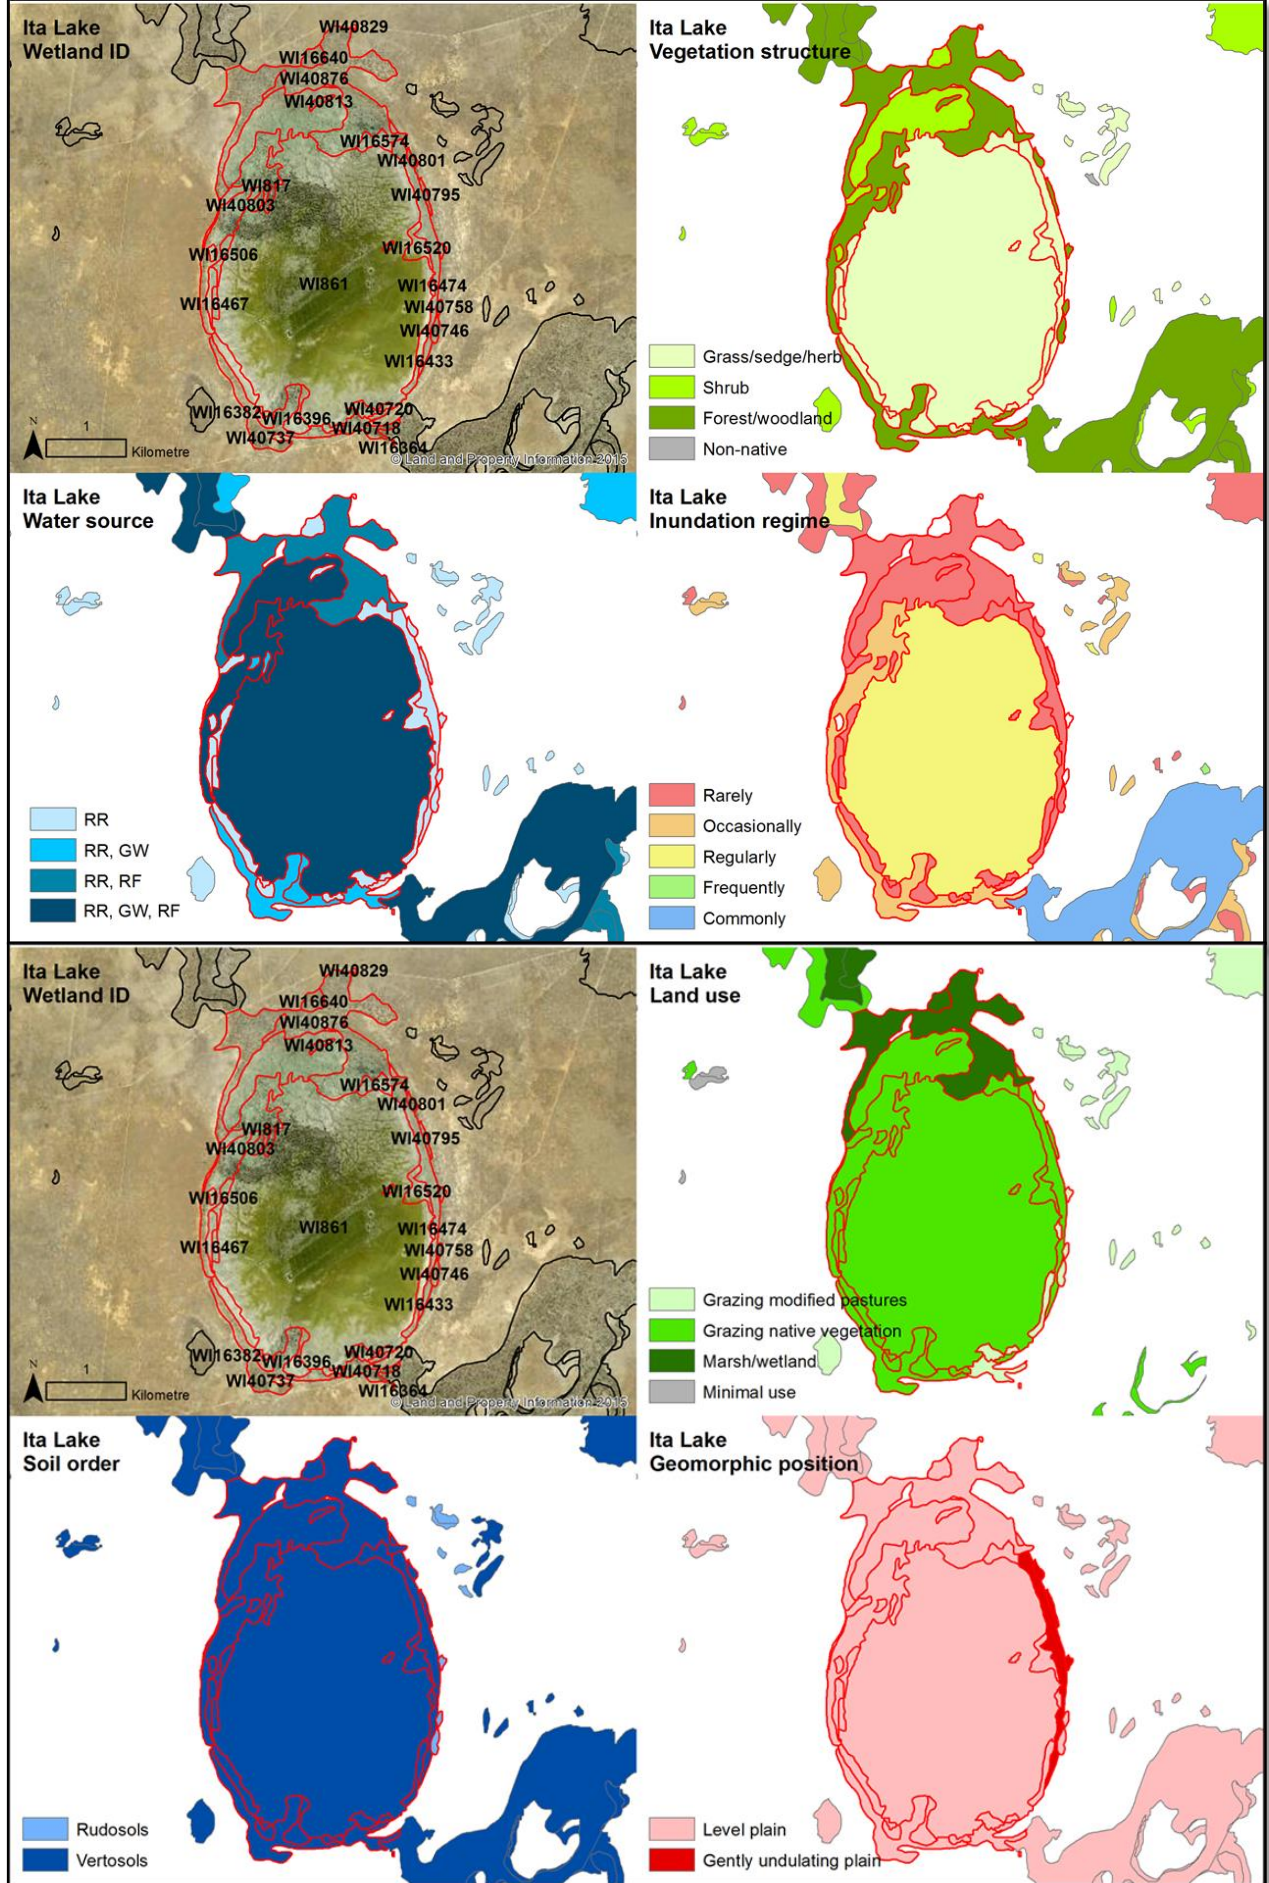 Ita Lake
Wetland ID
WI40829
WI16640
WI40876
WI40813
WI16574
WI40801
WI817
WI40795
WI40803
WI16520
WI16506
WI861
WI16474
WI16467
WI40758
WI40746
WI16433
WI16382
WI16396
WI40720
WI40737
WI40718
WI16364
N
1
Kilometre
© Land and Property Information 2015
Ita Lake
Vegetation structure
Grass/sedge/herb
Shrub
Forest/woodland
Non-native
Ita Lake
Water source
RR
RR, GW
RR, RF
RR, GW, RF
Ita Lake
Inundation regime
Rarely
Occasionally
Regularly
Frequently
Commonly
Ita Lake
Wetland ID
WI40829
WI16640
WI40876
WI40813
WI16574
WI40801
WI817
WI40795
WI40803
WI16520
WI16506
WI861
WI16474
WI16467
WI40758
WI40746
WI16433
WI16382
WI16396
WI40720
WI40737
WI40718
WI16364
N
1
Kilometre
© Land and Property Information 2015
Ita Lake
Land use
Grazing modified pastures
Grazing native vegetation
Marsh/wetland
Minimal use
Ita Lake
Soil order
Rudosols
Vertosols
Ita Lake
Geomorphic position
Level plain
Gently undulating plain